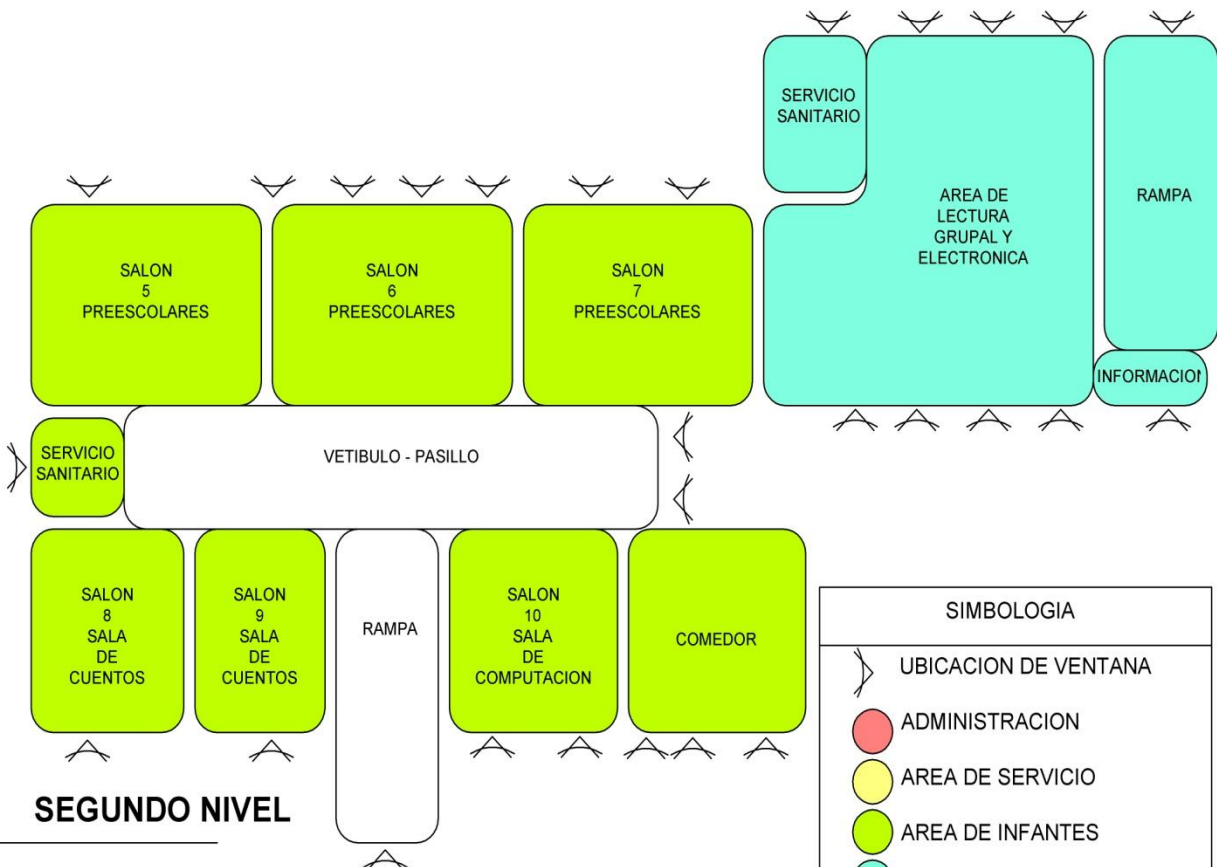 SERVICIO
SANITARIO
AREA DE
LECTURA
GRUPAL Y
ELECTRONICA
RAMPA
INFORMACION
SALON
5
PREESCOLARES
SALON
6
PREESCOLARES
SALON
7
PREESCOLARES
SERVICIO
SANITARIO
VETIBULO - PASILLO
SALON
8
SALA
DE
CUENTOS
SALON
9
SALA
DE
CUENTOS
RAMPA
SALON
10
SALA
DE
COMPUTACION
COMEDOR
SEGUNDO NIVEL
SIMBOLOGIA
UBICACION DE VENTANA
ADMINISTRACION
AREA DE SERVICIO
AREA DE INFANTES